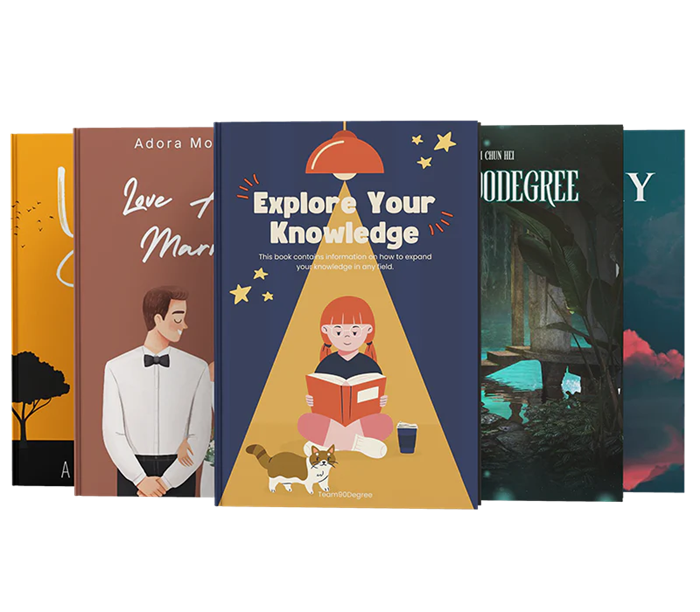 A
Adora Mo
Love
Marr
Explore Your
Knowledge
This book contains information on how to expand
your knowledge in any field.
Team90Degree
I CHUN HEI
0DEGREE
Y